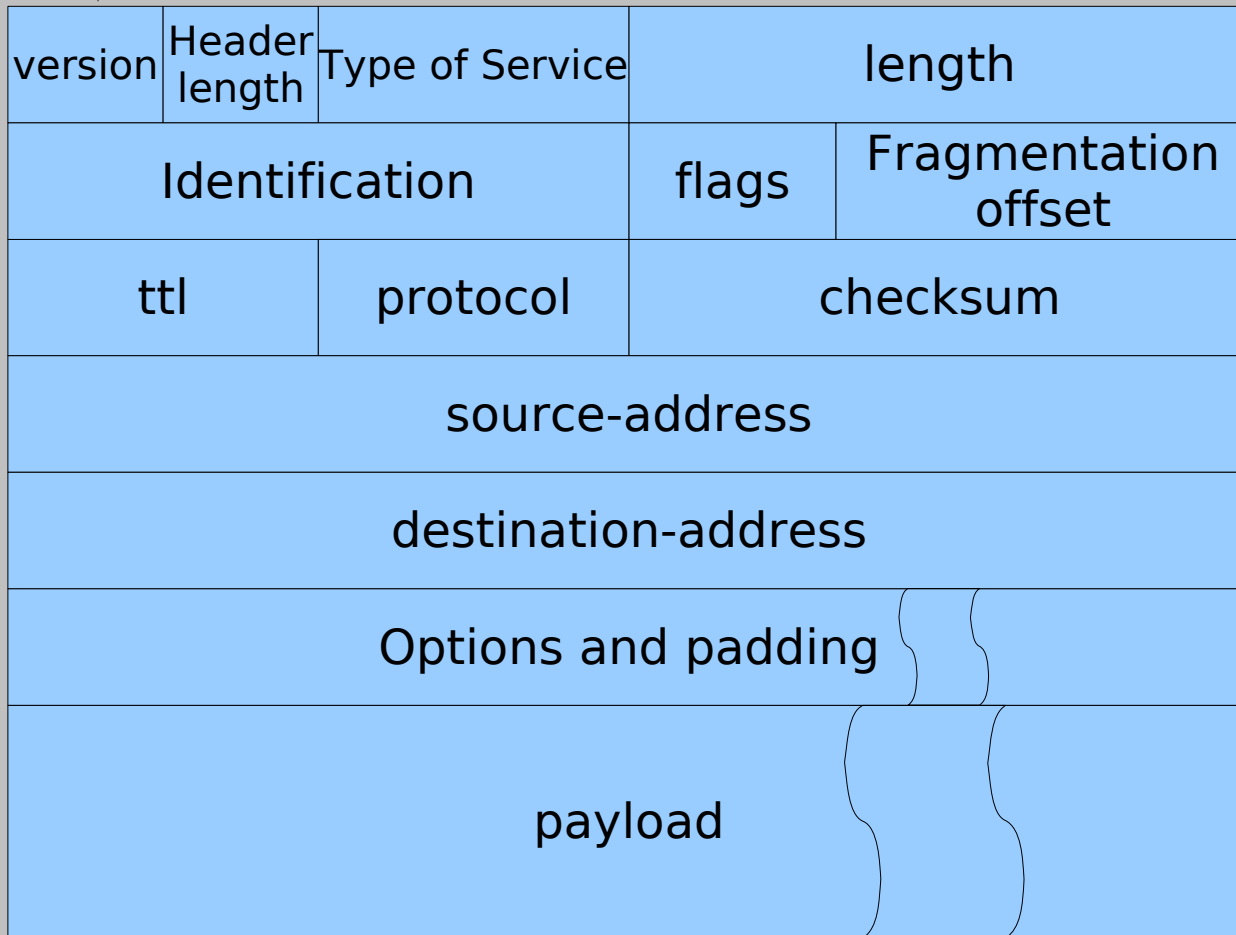 version
Header
length
Type of Service
length
Identification
flags
Fragmentation
offset
ttl
protocol
checksum
source-address
destination-address
Options and padding
payload